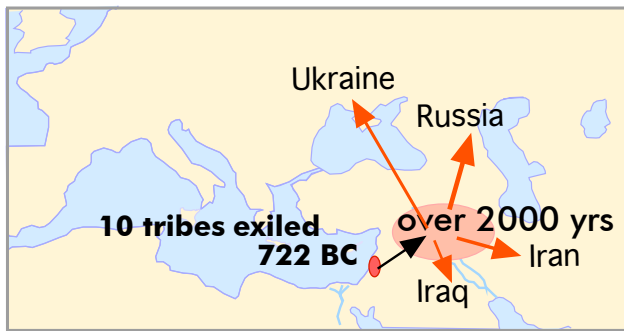 Ukraine
Russia
10 tribes exiled
722 BC
over 2000 yrs
Iran
Iraq